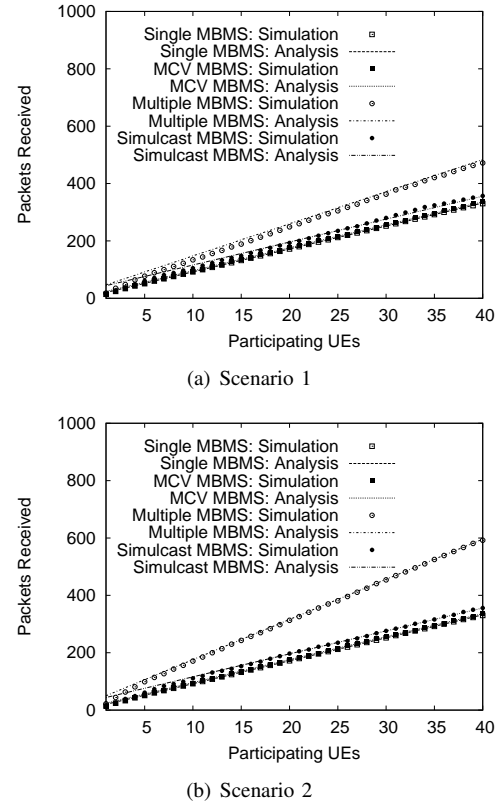 1000
800
600
400
200
0
Packets Received
Single MBMS: Simulation
Single MBMS: Analysis
MCV MBMS: Simulation
MCV MBMS: Analysis
Multiple MBMS: Simulation
Multiple MBMS: Analysis
Simulcast MBMS: Simulation
Simulcast MBMS: Analysis
5 10 15 20 25 30 35 40
Participating UEs
(a) Scenario 1
1000
800
600
400
200
0
Packets Received
Single MBMS: Simulation
Single MBMS: Analysis
MCV MBMS: Simulation
MCV MBMS: Analysis
Multiple MBMS: Simulation
Multiple MBMS: Analysis
Simulcast MBMS: Simulation
Simulcast MBMS: Analysis
5 10 15 20 25 30 35 40
Participating UEs
(b) Scenario 2